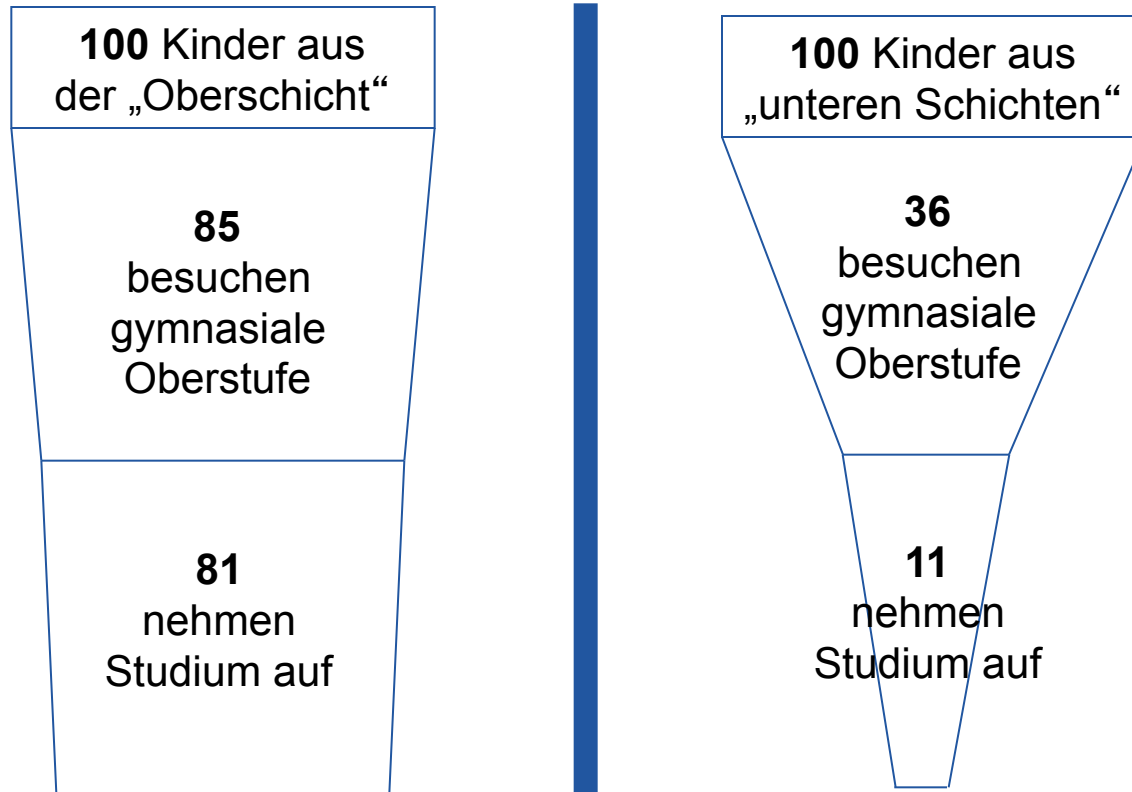 100 Kinder aus
der „Oberschicht“
85
besuchen
gymnasiale
Oberstufe
81
nehmen
Studium auf
100 Kinder aus
„unteren Schichten“
36
besuchen
gymnasiale
Oberstufe
11
nehmen
Studium auf